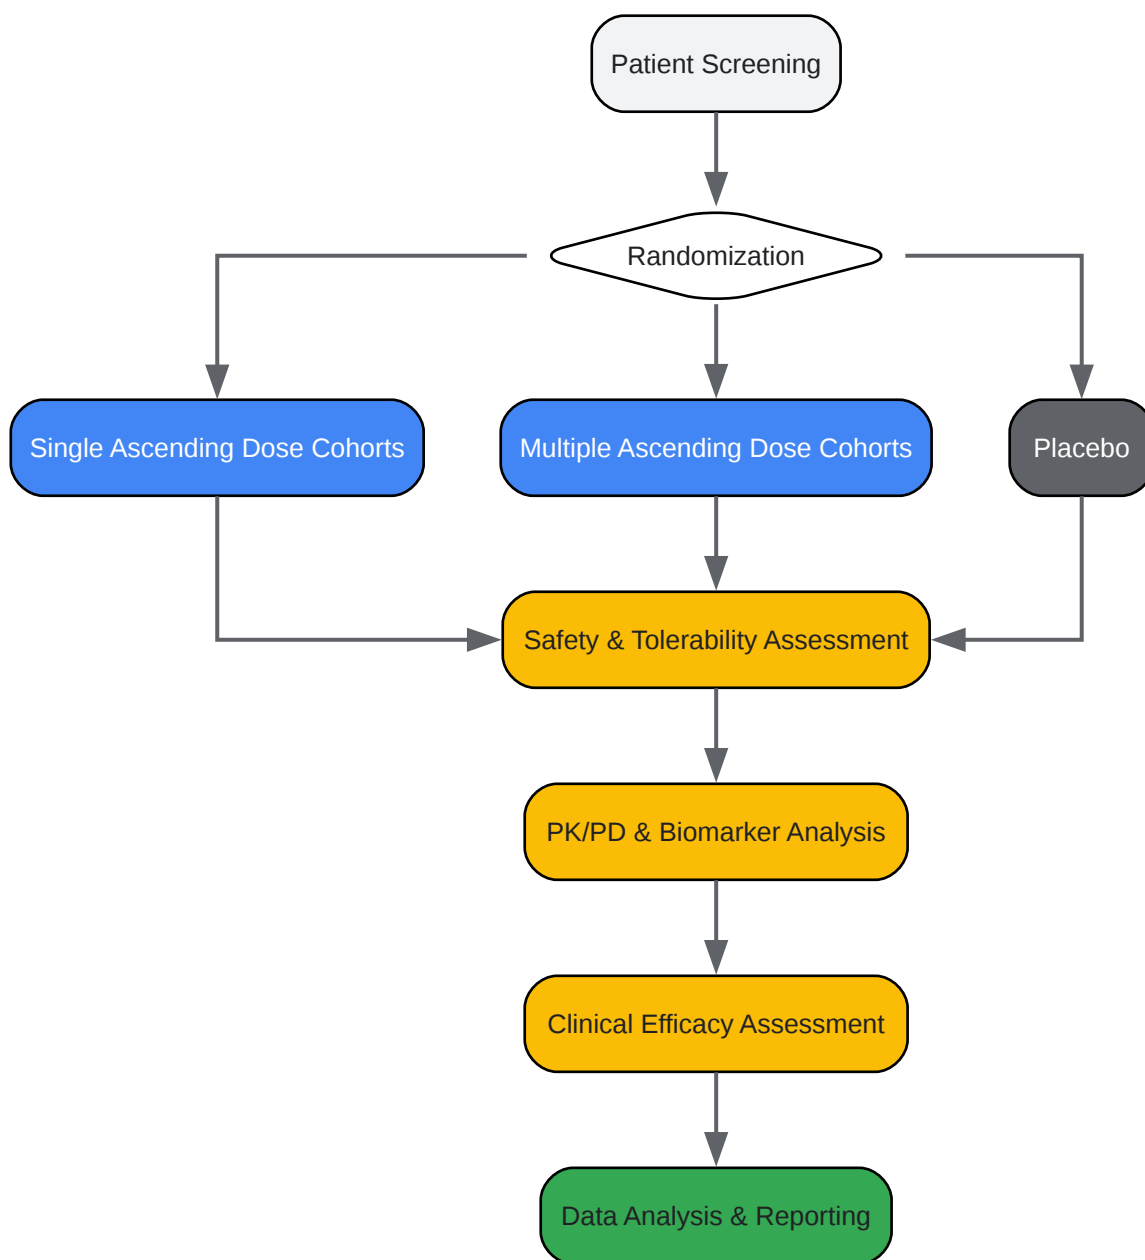 Patient Screening
Randomization
Single Ascending Dose Cohorts
Multiple Ascending Dose Cohorts
Placebo
Safety & Tolerability Assessment
PK/PD & Biomarker Analysis
Clinical Efficacy Assessment
Data Analysis & Reporting